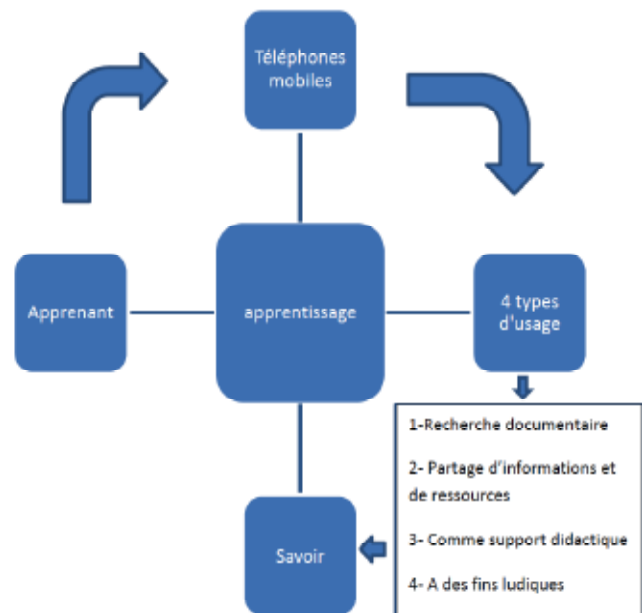 Téléphones
mobiles
Apprenant
apprentissage
4 types
d'usage
1-Recherche documentaire
2- Partage d'informations et
de ressources
3- Comme support didactique
4- A des fins ludiques
Savoir